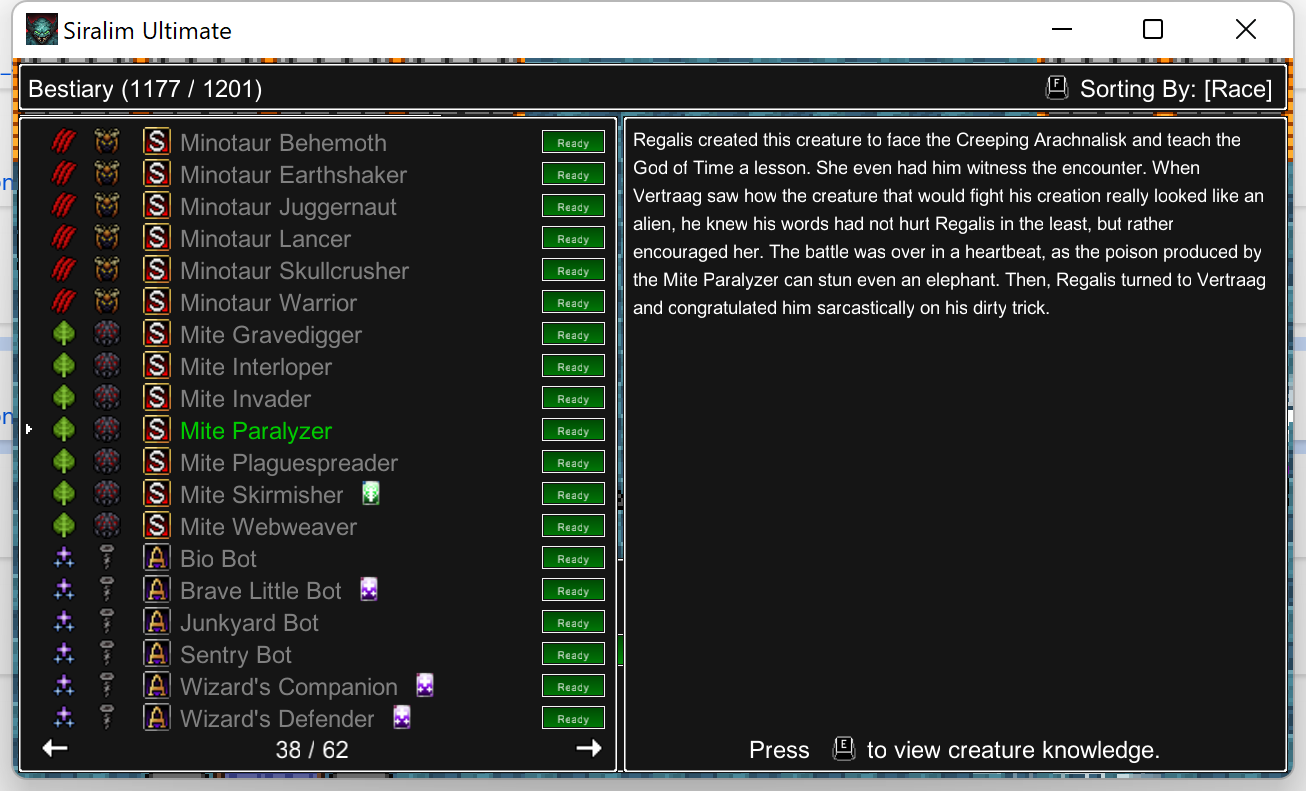 Siralim Ultimate
Bestiary (1177 / 1201)
F Sorting By: [Race]
S Minotaur Behemoth Ready
S Minotaur Earthshaker Ready
S Minotaur Juggernaut Ready
S Minotaur Lancer Ready
S Minotaur Skullcrusher Ready
S Minotaur Warrior Ready
S Mite Gravedigger Ready
S Mite Interloper Ready
S Mite Invader Ready
S Mite Paralyzer Ready
S Mite Plaguespreader Ready
S Mite Skirmisher Ready
S Mite Webweaver Ready
A Bio Bot Ready
A Brave Little Bot Ready
A Junkyard Bot Ready
A Sentry Bot Ready
A Wizard's Companion Ready
A Wizard's Defender Ready
38 / 62
Regalis created this creature to face the Creeping Arachnalisk and teach the
God of Time a lesson. She even had him witness the encounter. When
Vertraag saw how the creature that would fight his creation really looked like an
alien, he knew his words had not hurt Regalis in the least, but rather
encouraged her. The battle was over in a heartbeat, as the poison produced by
the Mite Paralyzer can stun even an elephant. Then, Regalis turned to Vertraag
and congratulated him sarcastically on his dirty trick.
Press E to view creature knowledge.